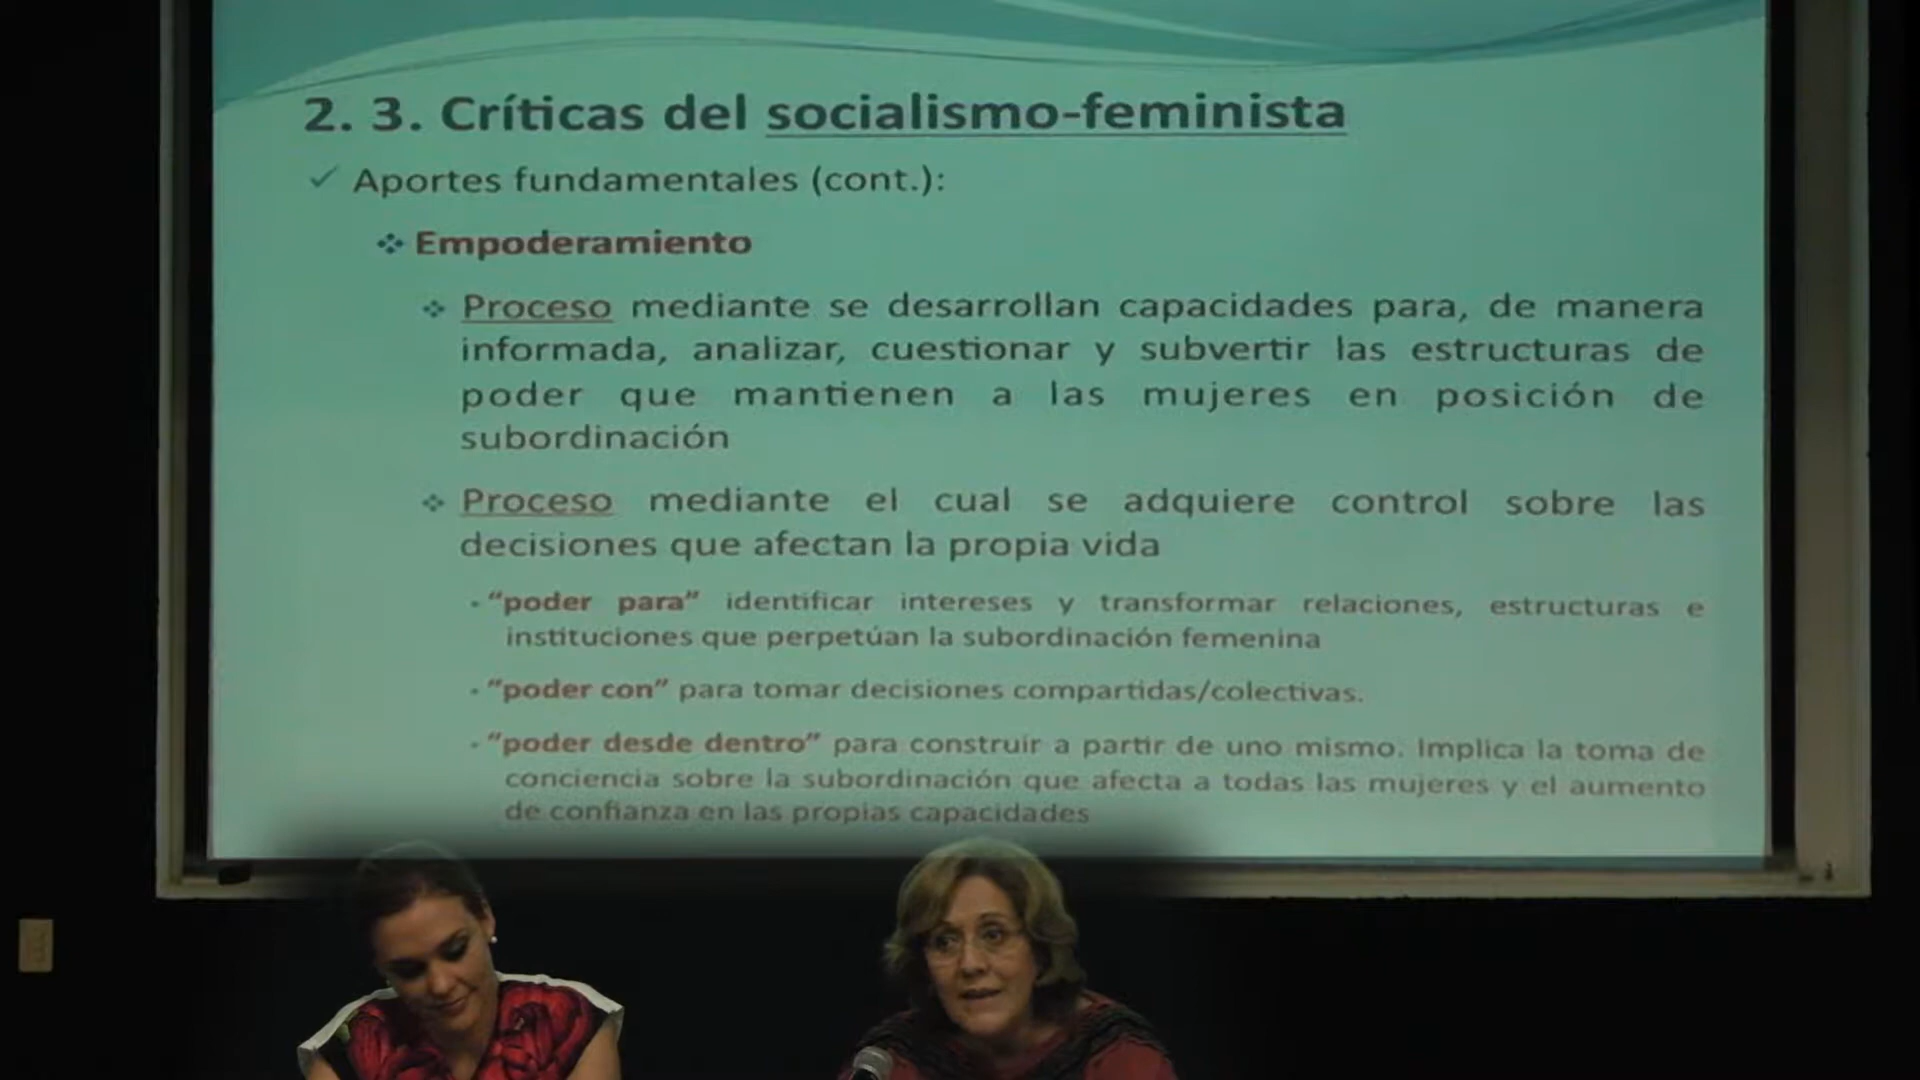 2. 3. Críticas del socialismo-feminista
✓ Aportes fundamentales (cont.):
❖ Empoderamiento
❖ Proceso mediante se desarrollan capacidades para, de manera
informada, analizar, cuestionar y subvertir las estructuras de
poder que mantienen a las mujeres en posición de
subordinación
❖ Proceso mediante el cual se adquiere control sobre las
decisiones que afectan la propia vida
• “poder para” identificar intereses y transformar relaciones, estructuras e
instituciones que perpetúan la subordinación femenina
• “poder con” para tomar decisiones compartidas/colectivas.
• “poder desde dentro” para construir a partir de uno mismo. Implica la toma de
conciencia sobre la subordinación que afecta a todas las mujeres y el aumento
de confianza en las propias capacidades